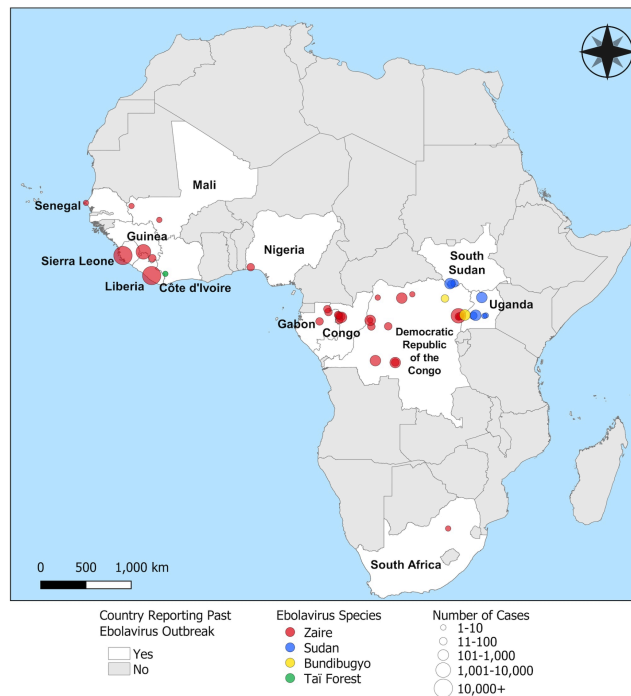 Mali
Senegal
Guinea
Nigeria
South
Sudan
Sierra Leone
Liberia
Côte d'Ivoire
Uganda
Gabon
Congo
Democratic
Republic
of the
Congo
South Africa
0 500 1,000 km
Country Reporting Past
Ebolavirus Outbreak
Yes
No
Ebolavirus Species
Zaire
Sudan
Bundibugyo
Taï Forest
Number of Cases
1-10
11-100
101-1,000
1,001-10,000
10,000+